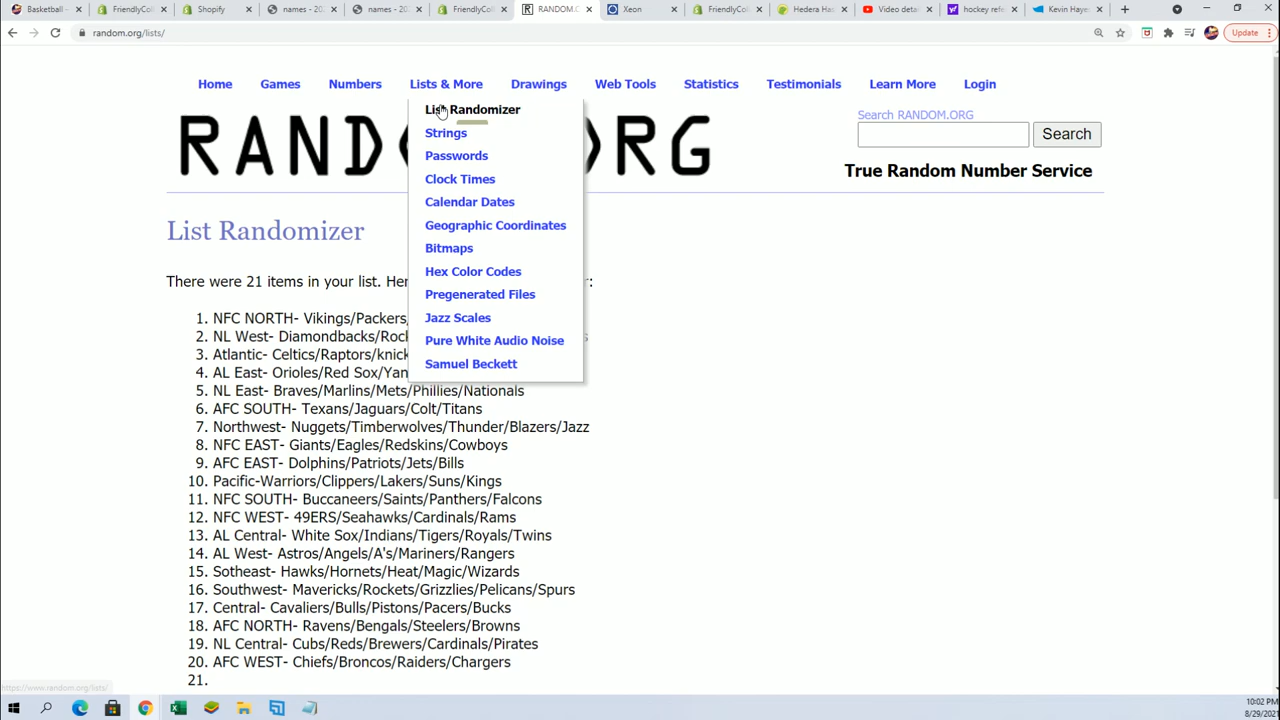 Basketball -
FriendlyCol
Shopify
names - 202
names - 202
FriendlyCol
RANDOM.O
Xeon
FriendlyCol
Hedera Has
Video detai
hockey refe
Kevin Haye
random.org/lists/
Update
Home Games Numbers Lists & More Drawings Web Tools Statistics Testimonials Learn More Login
List Randomizer
Strings
Passwords
Clock Times
Calendar Dates
Geographic Coordinates
Bitmaps
Hex Color Codes
Pregenerated Files
Jazz Scales
Pure White Audio Noise
Samuel Beckett
RAND RG
Search RANDOM.ORG
Search
True Random Number Service
List Randomizer
There were 21 items in your list. Her :
1. NFC NORTH- Vikings/Packers/
2. NL West- Diamondbacks/Rock
3. Atlantic- Celtics/Raptors/knick
4. AL East- Orioles/Red Sox/Yan
5. NL East- Braves/Marlins/Mets/Phillies/Nationals
6. AFC SOUTH- Texans/Jaguars/Colt/Titans
7. Northwest- Nuggets/Timberwolves/Thunder/Blazers/Jazz
8. NFC EAST- Giants/Eagles/Redskins/Cowboys
9. AFC EAST- Dolphins/Patriots/Jets/Bills
10. Pacific-Warriors/Clippers/Lakers/Suns/Kings
11. NFC SOUTH- Buccaneers/Saints/Panthers/Falcons
12. NFC WEST- 49ERS/Seahawks/Cardinals/Rams
13. AL Central- White Sox/Indians/Tigers/Royals/Twins
14. AL West- Astros/Angels/A's/Mariners/Rangers
15. Sotheast- Hawks/Hornets/Heat/Magic/Wizards
16. Southwest- Mavericks/Rockets/Grizzlies/Pelicans/Spurs
17. Central- Cavaliers/Bulls/Pistons/Pacers/Bucks
18. AFC NORTH- Ravens/Bengals/Steelers/Browns
19. NL Central- Cubs/Reds/Brewers/Cardinals/Pirates
20. AFC WEST- Chiefs/Broncos/Raiders/Chargers
21.
https://www.random.org/lists/
10:02 PM
8/29/2021